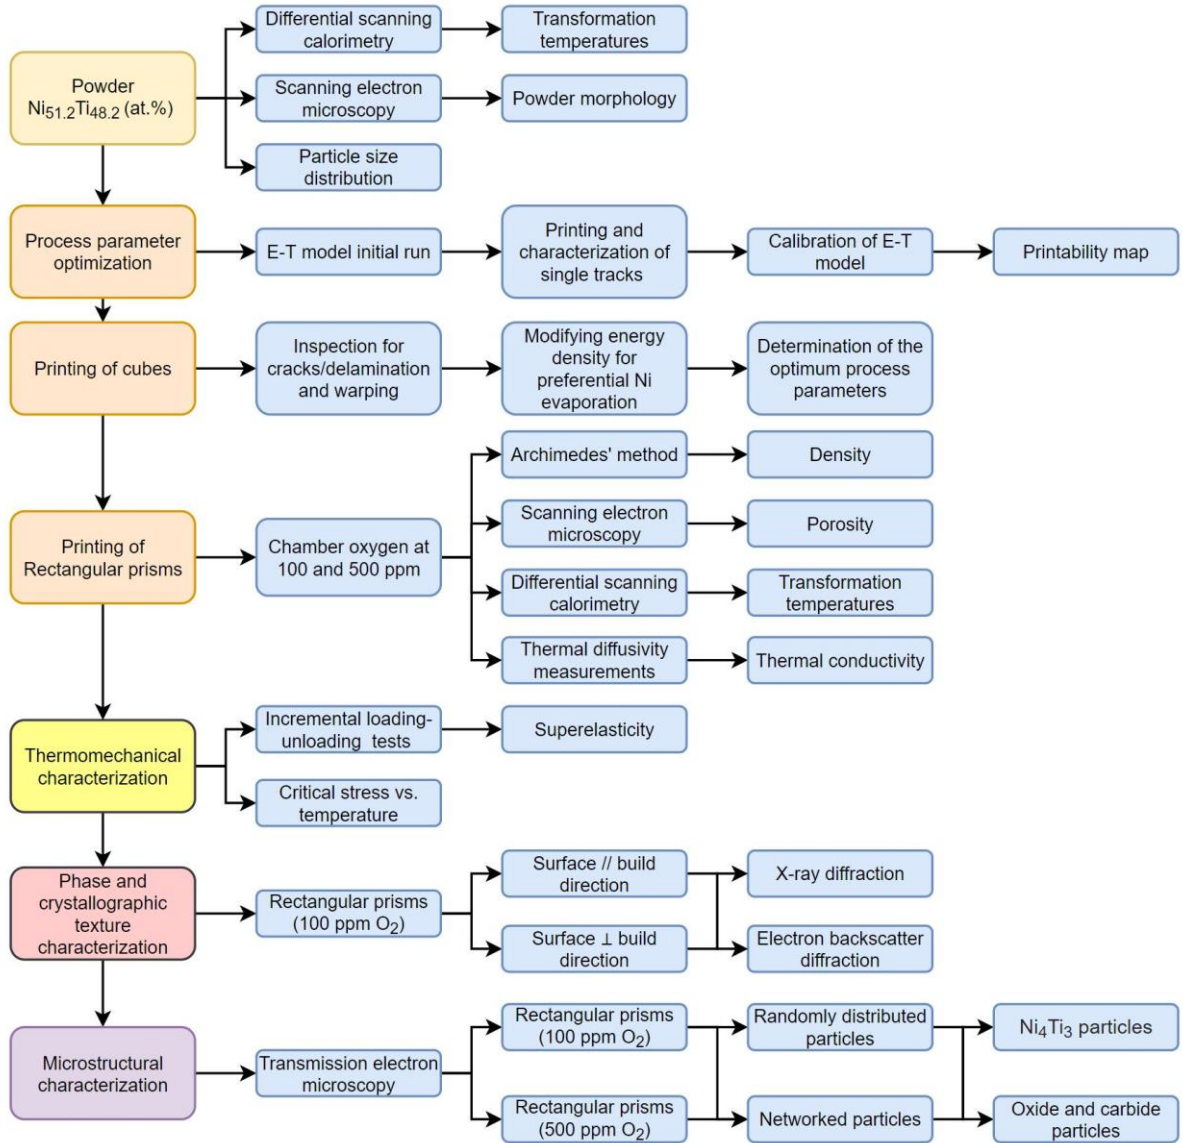 Differential scanning
calorimetry
Transformation
temperatures
Powder
Ni51.2Ti48.2 (at.%)
Scanning electron
microscopy
Powder morphology
Particle size
distribution
Process parameter
optimization
E-T model initial run
Printing and
characterization of
single tracks
Calibration of E-T
model
Printability map
Printing of cubes
Inspection for
cracks/delamination
and warping
Modifying energy
density for
preferential Ni
evaporation
Determination of the
optimum process
parameters
Printing of
Rectangular prisms
Chamber oxygen at
100 and 500 ppm
Archimedes' method
Density
Scanning electron
microscopy
Porosity
Differential scanning
calorimetry
Transformation
temperatures
Thermal diffusivity
measurements
Thermal conductivity
Thermomechanical
characterization
Incremental loading-
unloading tests
Superelasticity
Critical stress vs.
temperature
Phase and
crystallographic
texture
characterization
Rectangular prisms
(100 ppm O2)
Surface // build
direction
X-ray diffraction
Surface ⊥ build
direction
Electron backscatter
diffraction
Microstructural
characterization
Transmission electron
microscopy
Rectangular prisms
(100 ppm O2)
Randomly distributed
particles
Ni4Ti3 particles
Rectangular prisms
(500 ppm O2)
Networked particles
Oxide and carbide
particles